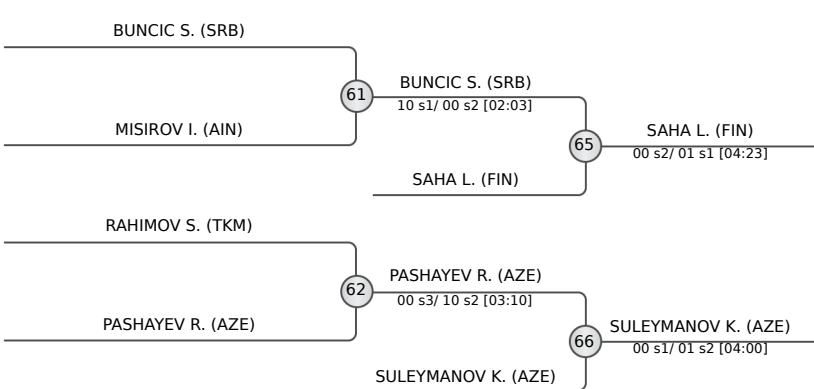 BUNCIC S. (SRB)
61
BUNCIC S. (SRB)
10 s1/ 00 s2 [02:03]
MISIROV I. (AIN)
65
SAHA L. (FIN)
00 s2/ 01 s1 [04:23]
SAHA L. (FIN)
RAHIMOV S. (TKM)
62
PASHAYEV R. (AZE)
00 s3/ 10 s2 [03:10]
PASHAYEV R. (AZE)
66
SULEYMANOV K. (AZE)
00 s1/ 01 s2 [04:00]
SULEYMANOV K. (AZE)